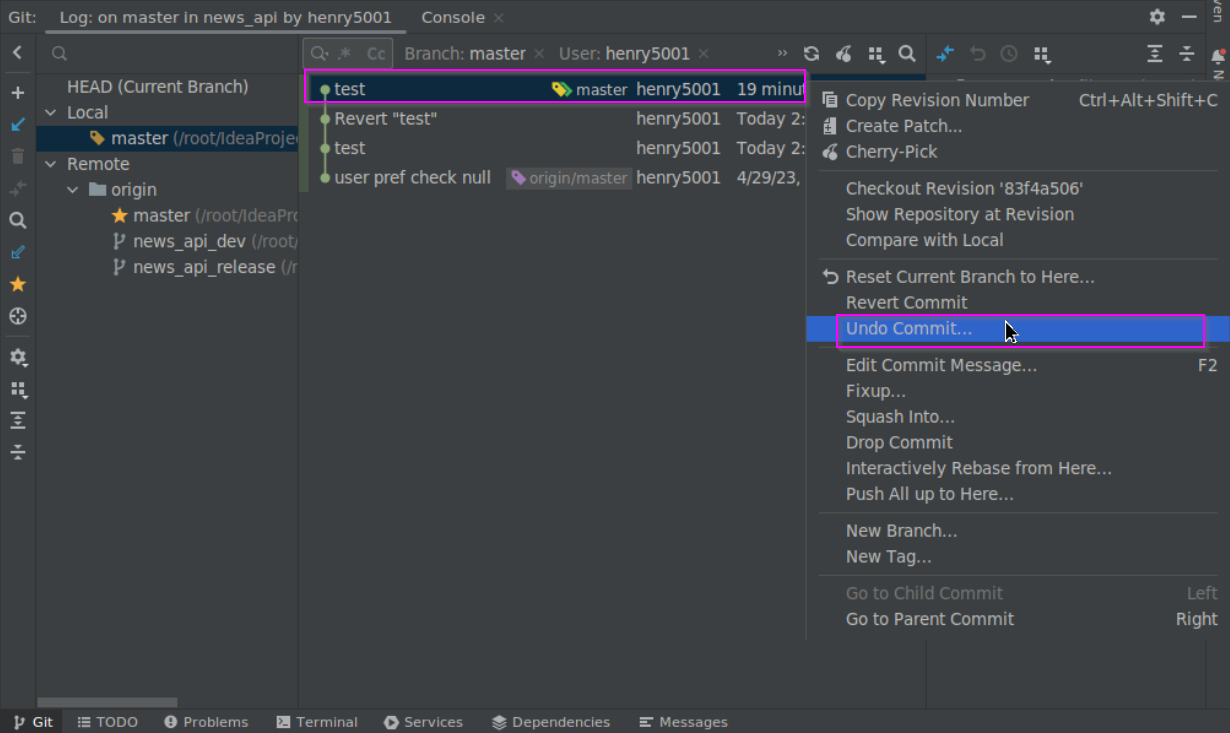 Git: Log: on master in news_api by henry5001 Console
.* Cc Branch: master User: henry5001 »
HEAD (Current Branch)
Local
master (/root/IdeaProje
Remote
origin
master (/root/IdeaPro
news_api_dev (/root/
news_api_release (/r
test master henry5001 19 minut
Revert "test" henry5001 Today 2:
test henry5001 Today 2:
user pref check null origin/master henry5001 4/29/23,
Copy Revision Number Ctrl+Alt+Shift+C
Create Patch...
Cherry-Pick
Checkout Revision '83f4a506'
Show Repository at Revision
Compare with Local
Reset Current Branch to Here...
Revert Commit
Undo Commit...
Edit Commit Message... F2
Fixup...
Squash Into...
Drop Commit
Interactively Rebase from Here...
Push All up to Here...
New Branch...
New Tag...
Go to Child Commit Left
Go to Parent Commit Right
ven
N
Git TODO Problems Terminal Services Dependencies Messages